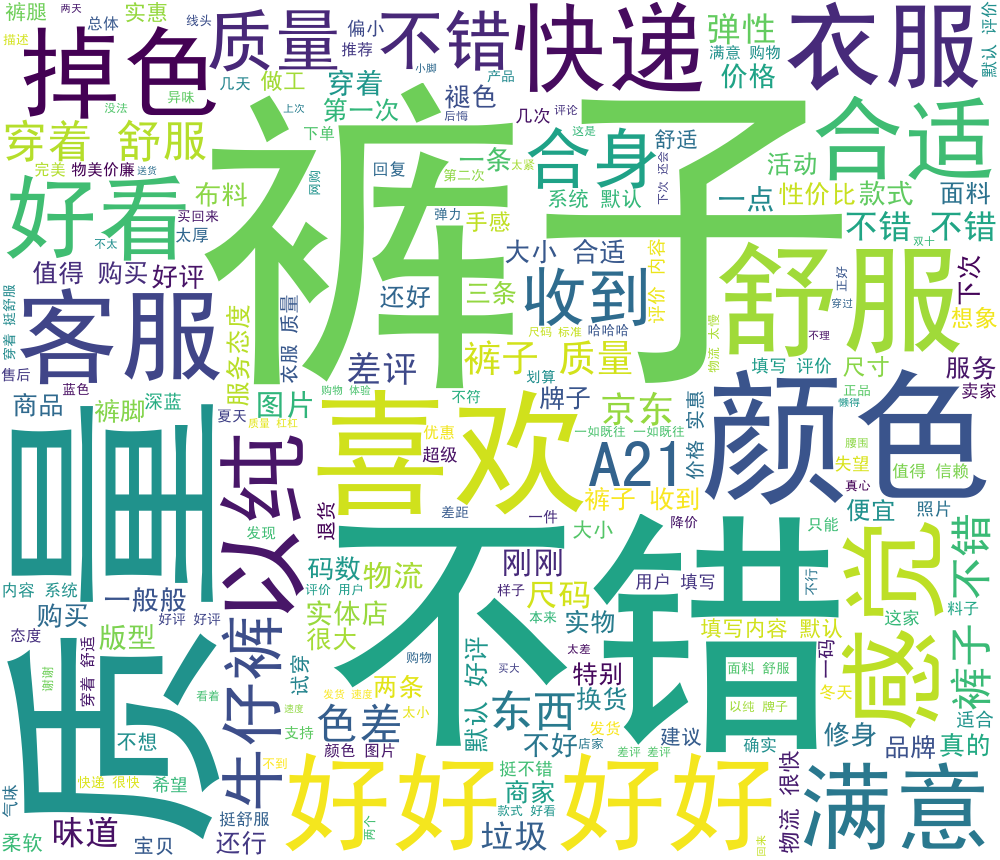 裤腿
两天
实惠
总体
线头
质量 不错
偏小
推荐
快递
弹性
满意 购物
价格
衣服
默认 评价
描述
掉色
几天
做工
穿着
小脚
产品
异味
没法
上次
第一次
褪色
后悔
几次
评论
裤子
合适
穿着 舒服
下单
这是
合身
舒适
完美
物美价廉
送货
回复
一条
太紧
网购
第二次
系统 默认
下次 还会
活动
性价比
款式
面料
好看
布料
买回来
太厚
不太
弹力
手感
一点
不错 不错
双十
大小 合适
值得 购买
好评
服务态度
衣服 质量
还好
三条
收到
评价 内容
舒服
正好
穿过
下次
想象
穿着 挺舒服
客服
尺码 标准
哈哈哈
物流 太慢
不理
售后
蓝色
差评
裤子 质量
划算
填写 评价
尺寸
服务
卖家
商品
裤脚
深蓝
夏天
图片
购物 体验
质量 杠杠
不符
牌子
京东
正品
懒得
颜色
质量
以纯
喜欢
优惠
超级
一如既往 一如既往
A21
价格 实惠
腰围
失望
值得 信赖
真心
退货
裤子 收到
便宜
照片
发现
差距
一件
大小
降价
只能
不错
感觉
裤子 不错
内容 系统
购买
一般般
好评 好评
码数
物流
评价 用户
刚刚
样子
尺码
用户 填写
不行
这家
料子
态度
版型
实体店
很大
本来
实物
填写内容 默认
穿着 舒适
谢谢
牛仔裤
试穿
购物
太差
买大
特别
面料 舒服
一码
冬天
适合
看着
发货 速度
两条
默认 好评
东西
换货
以纯 牌子
不想
速度
支持
色差
太小
发货
建议
确实
修身
品牌
真的
颜色 图片
不好
店家
差评 差评
快递 很快
希望
不到
好好 好好
挺不错
商家
款式 好看
物流 很快
满意
气味
柔软
味道
宝贝
挺舒服
还行
两个
垃圾
回来